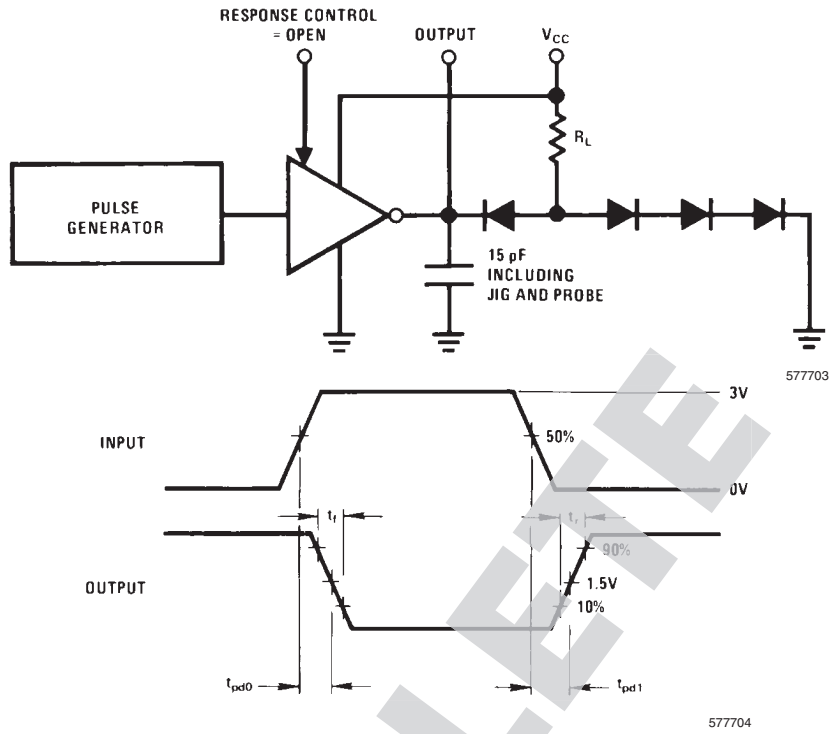 RESPONSE CONTROL
= OPEN
OUTPUT
VCC
RL
PULSE
GENERATOR
15 pF
INCLUDING
JIG AND PROBE
577703
3V
INPUT
50%
0V
tf
tr
90%
OUTPUT
1.5V
10%
tpd0
tpd1
577704
LETE